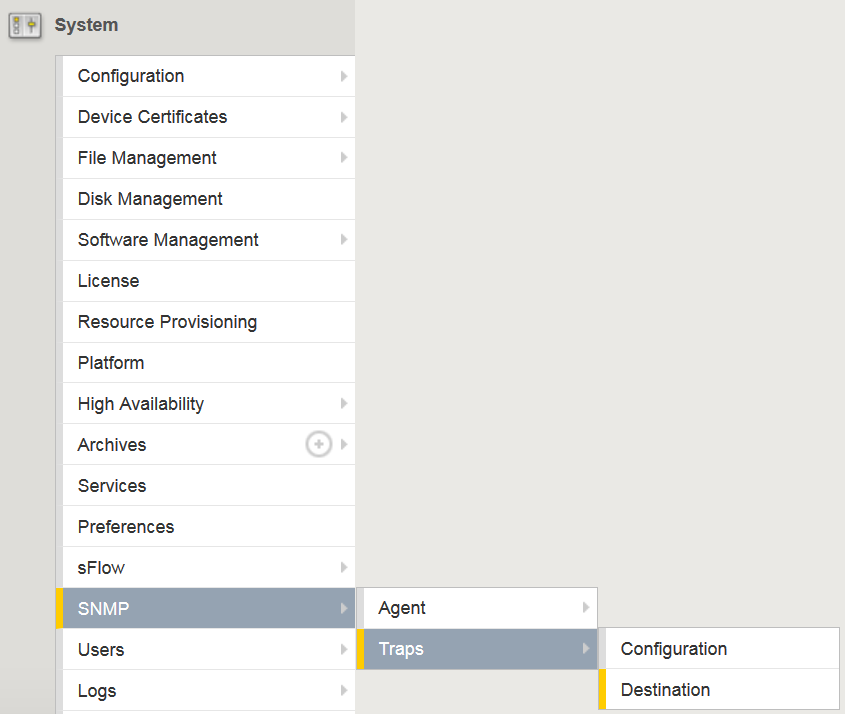 System
Configuration
Device Certificates
File Management
Disk Management
Software Management
License
Resource Provisioning
Platform
High Availability
Archives
Services
Preferences
sFlow
SNMP
Agent
Users
Traps
Configuration
Logs
Destination